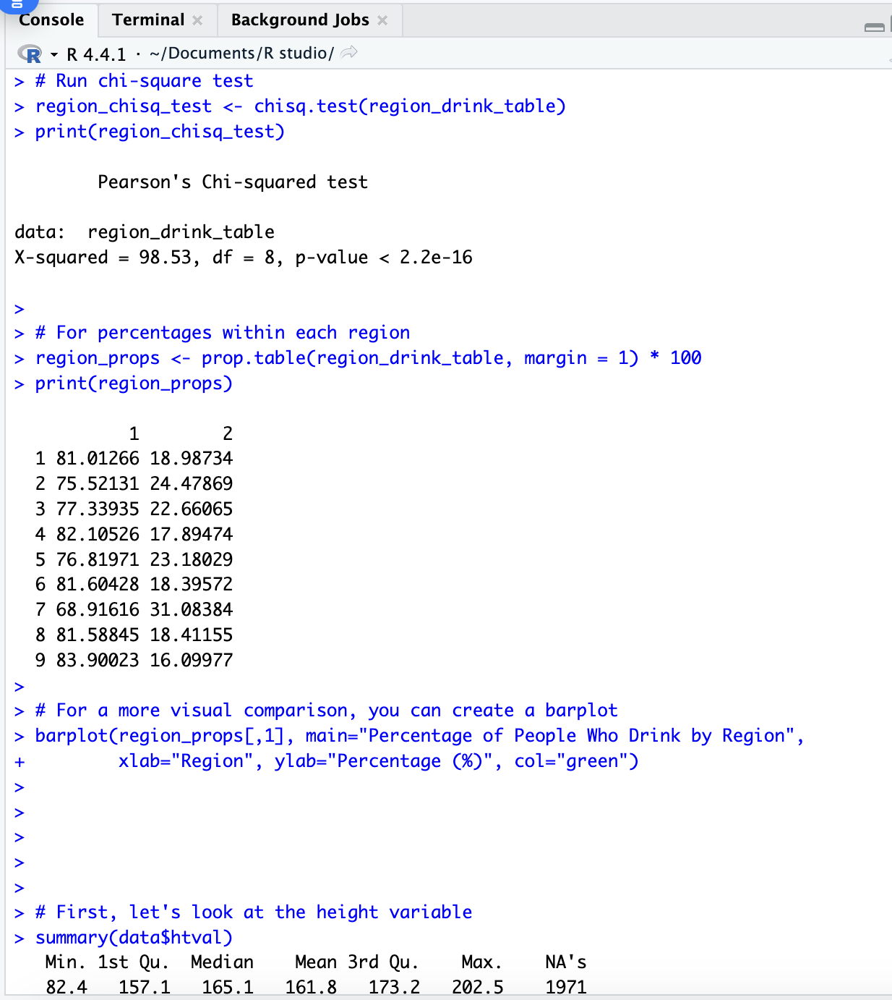 Console Terminal Background Jobs
R 4.4.1 · ~/Documents/R studio/
> # Run chi-square test
> region_chisq_test <- chisq.test(region_drink_table)
> print(region_chisq_test)
Pearson's Chi-squared test
data:  region_drink_table
X-squared = 98.53, df = 8, p-value < 2.2e-16
>
> # For percentages within each region
> region_props <- prop.table(region_drink_table, margin = 1) * 100
> print(region_props)
1 2
1 81.01266 18.98734
2 75.52131 24.47869
3 77.33935 22.66065
4 82.10526 17.89474
5 76.81971 23.18029
6 81.60428 18.39572
7 68.91616 31.08384
8 81.58845 18.41155
9 83.90023 16.09977
>
> # For a more visual comparison, you can create a barplot
> barplot(region_props[,1], main="Percentage of People Who Drink by Region",
+         xlab="Region", ylab="Percentage (%)", col="green")
>
>
>
>
>
> # First, let's look at the height variable
> summary(data$htval)
Min. 1st Qu.  Median    Mean 3rd Qu.    Max.    NA's
82.4   157.1   165.1   161.8   173.2   202.5    1971